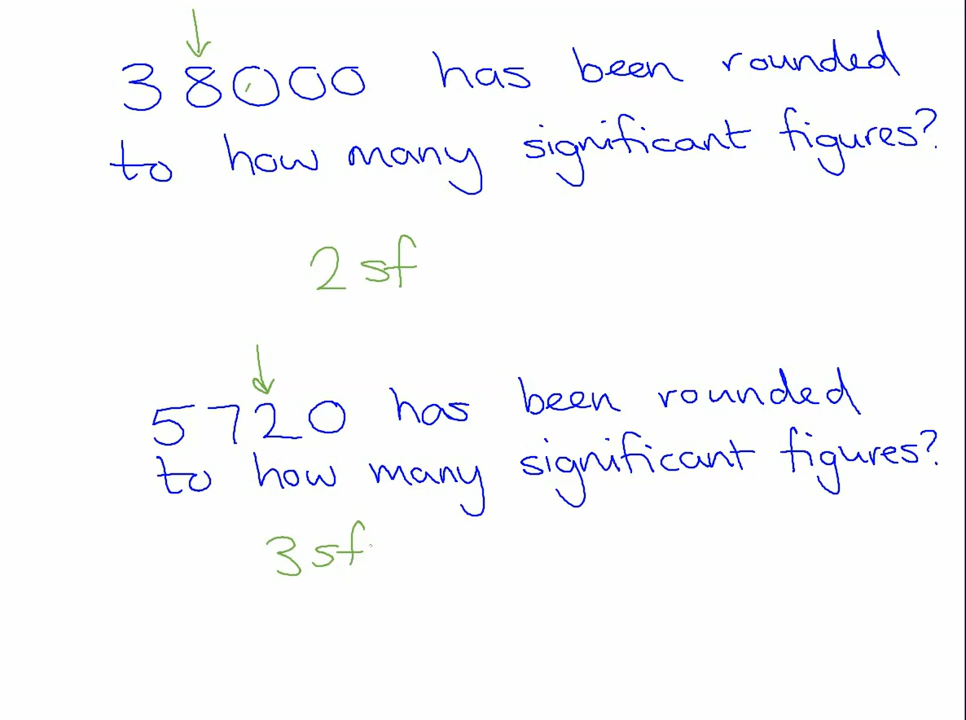 38000 has been rounded
to how many significant figures?
2 sf
5720 has been rounded
to how many significant figures?
3 sf